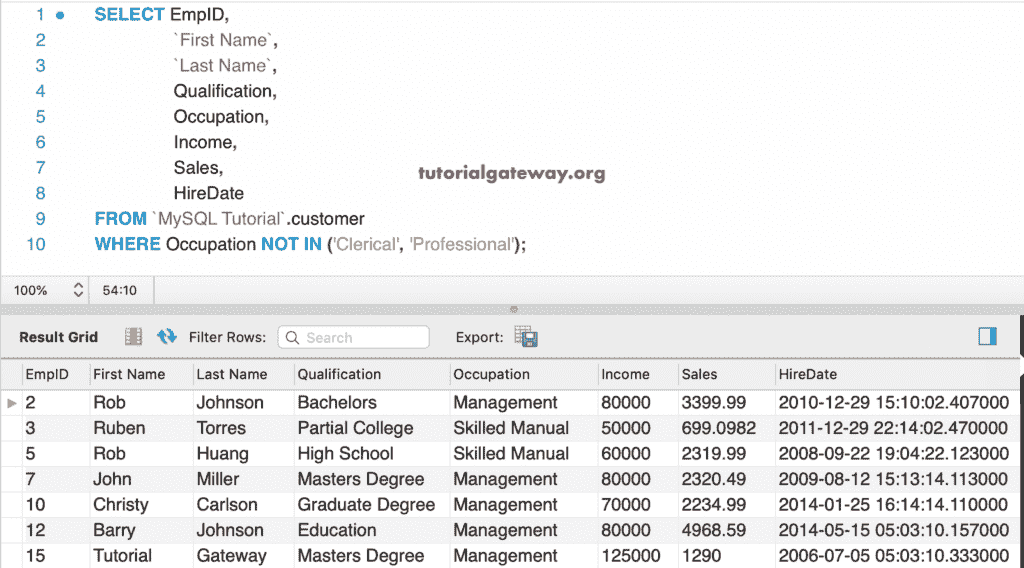 1 SELECT EmpID,
2 `First Name`,
3 `Last Name`,
4 Qualification,
5 Occupation,
6 Income,
7 Sales,
8 HireDate
9 FROM `MySQL Tutorial`.customer
10 WHERE Occupation NOT IN ('Clerical', 'Professional');
tutorialgateway.org
100% 54:10
Result Grid Filter Rows: Search Export:
EmpID First Name Last Name Qualification Occupation Income Sales HireDate
2 Rob Johnson Bachelors Management 80000 3399.99 2010-12-29 15:10:02.407000
3 Ruben Torres Partial College Skilled Manual 50000 699.0982 2011-12-29 22:14:02.470000
5 Rob Huang High School Skilled Manual 60000 2319.99 2008-09-22 19:04:22.123000
7 John Miller Masters Degree Management 80000 2320.49 2009-08-12 15:13:14.113000
10 Christy Carlson Graduate Degree Management 70000 2234.99 2014-01-25 16:14:14.110000
12 Barry Johnson Education Management 80000 4968.59 2014-05-15 05:03:10.157000
15 Tutorial Gateway Masters Degree Management 125000 1290 2006-07-05 05:03:10.333000